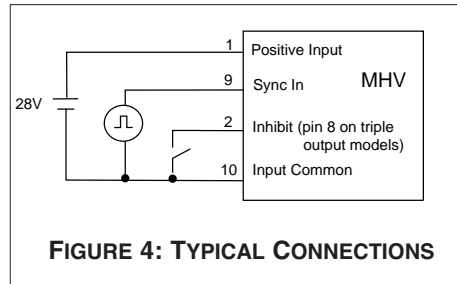 1 Positive Input
9 Sync In MHV
28V
2 Inhibit (pin 8 on triple
output models)
10 Input Common
FIGURE 4: TYPICAL CONNECTIONS